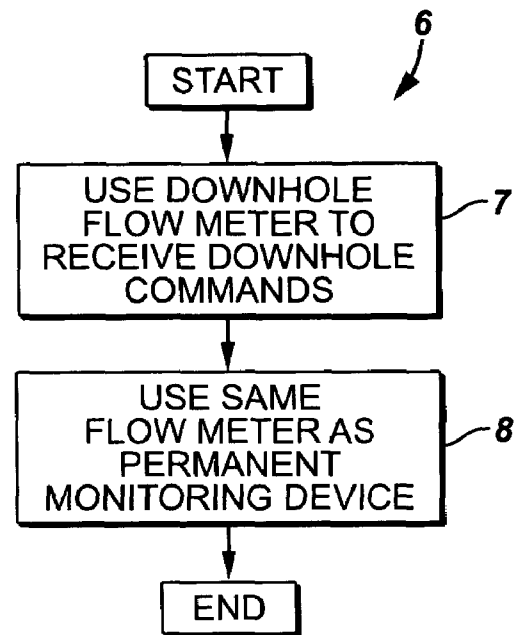 6
START
USE DOWNHOLE
FLOW METER TO
RECEIVE DOWNHOLE
COMMANDS
7
USE SAME
FLOW METER AS
PERMANENT
MONITORING DEVICE
8
END